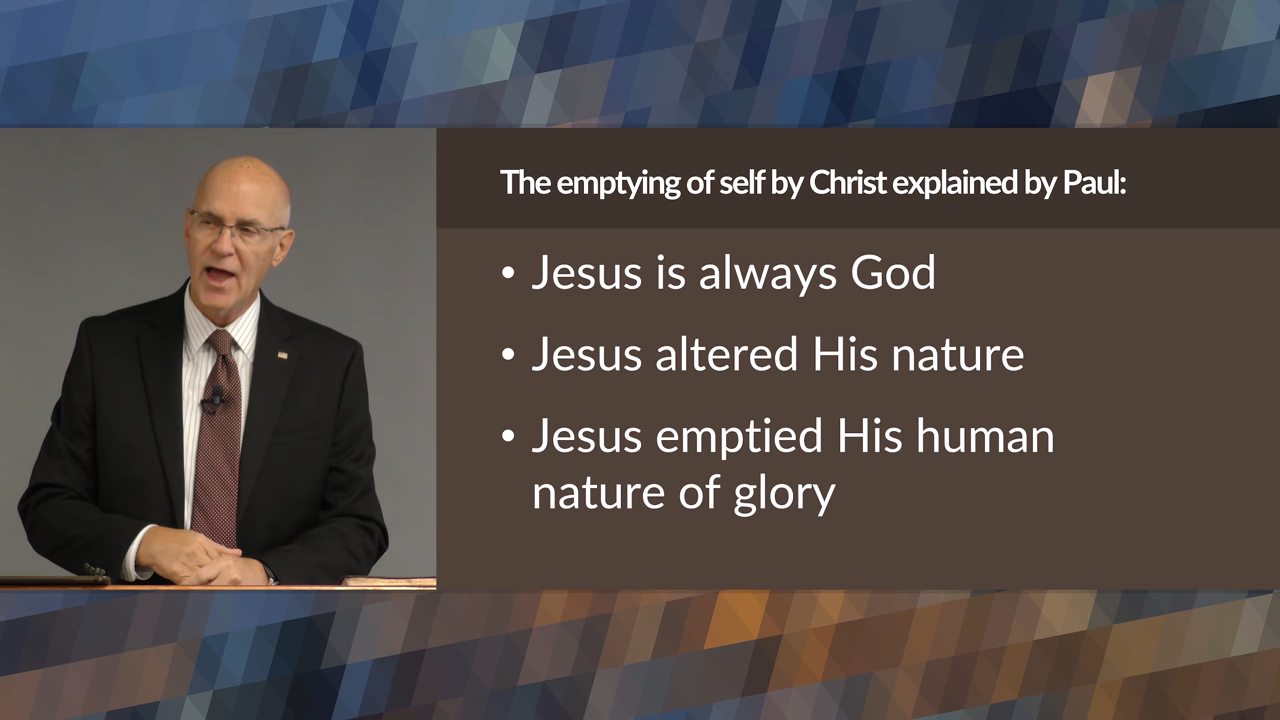 The emptying of self by Christ explained by Paul:
• Jesus is always God
• Jesus altered His nature
• Jesus emptied His human
nature of glory